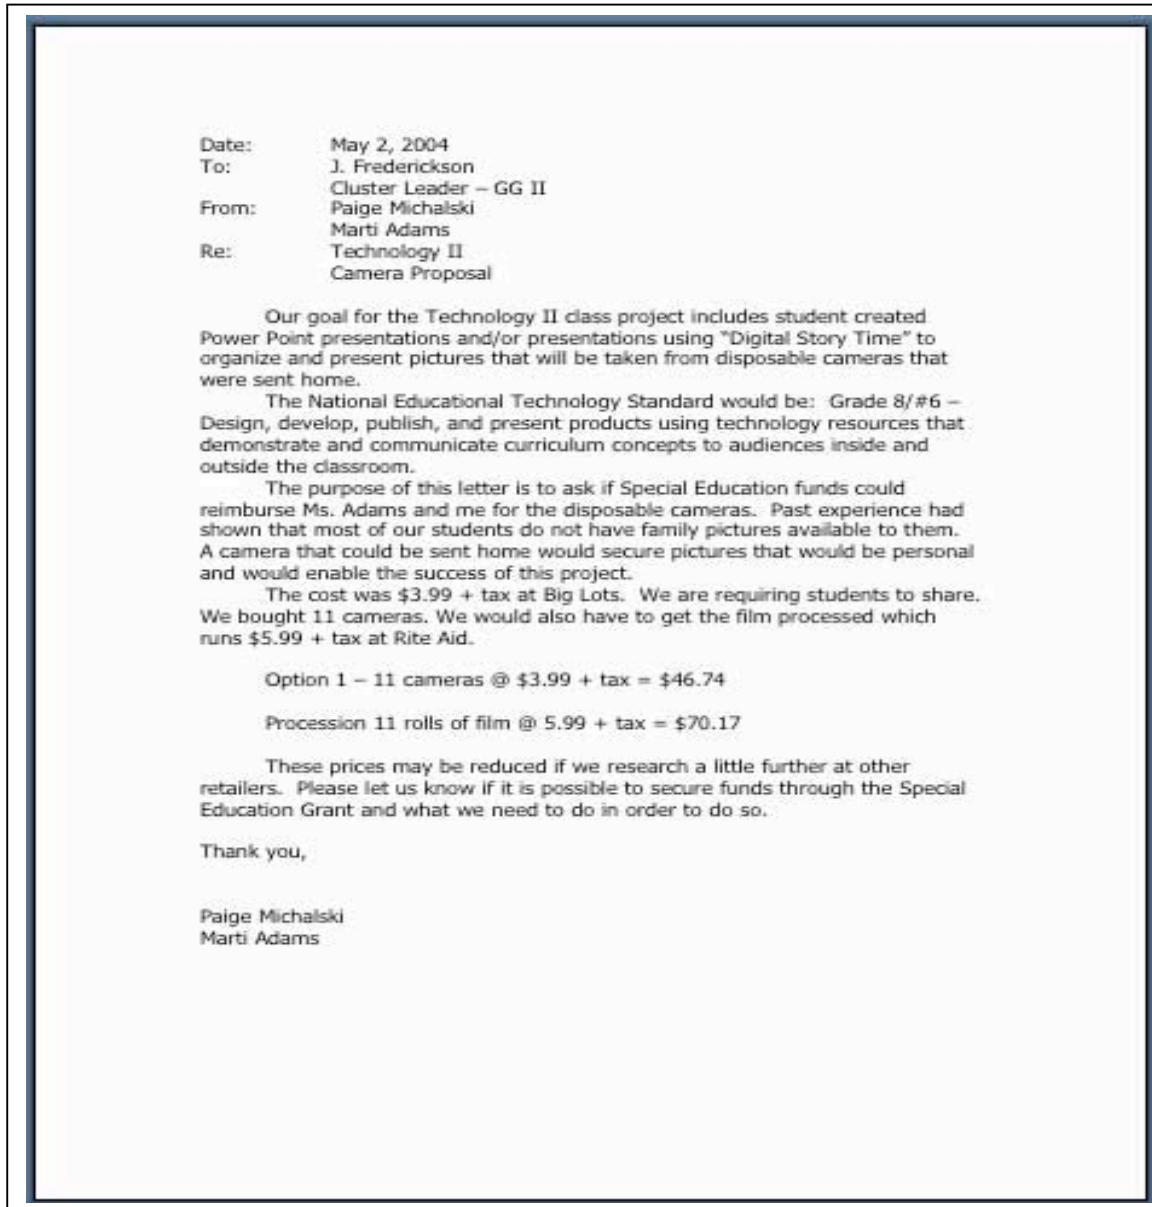 Date: May 2, 2004
To: J. Frederickson
Cluster Leader – GG II
From: Paige Michalski
Marti Adams
Re: Technology II
Camera Proposal
Our goal for the Technology II class project includes student created
Power Point presentations and/or presentations using “Digital Story Time” to
organize and present pictures that will be taken from disposable cameras that
were sent home.
The National Educational Technology Standard would be:  Grade 8/#6 –
Design, develop, publish, and present products using technology resources that
demonstrate and communicate curriculum concepts to audiences inside and
outside the classroom.
The purpose of this letter is to ask if Special Education funds could
reimburse Ms. Adams and me for the disposable cameras.  Past experience had
shown that most of our students do not have family pictures available to them.
A camera that could be sent home would secure pictures that would be personal
and would enable the success of this project.
The cost was $3.99 + tax at Big Lots.  We are requiring students to share.
We bought 11 cameras. We would also have to get the film processed which
runs $5.99 + tax at Rite Aid.
Option 1 – 11 cameras @ $3.99 + tax = $46.74
Procession 11 rolls of film @ 5.99 + tax = $70.17
These prices may be reduced if we research a little further at other
retailers.  Please let us know if it is possible to secure funds through the Special
Education Grant and what we need to do in order to do so.
Thank you,
Paige Michalski
Marti Adams